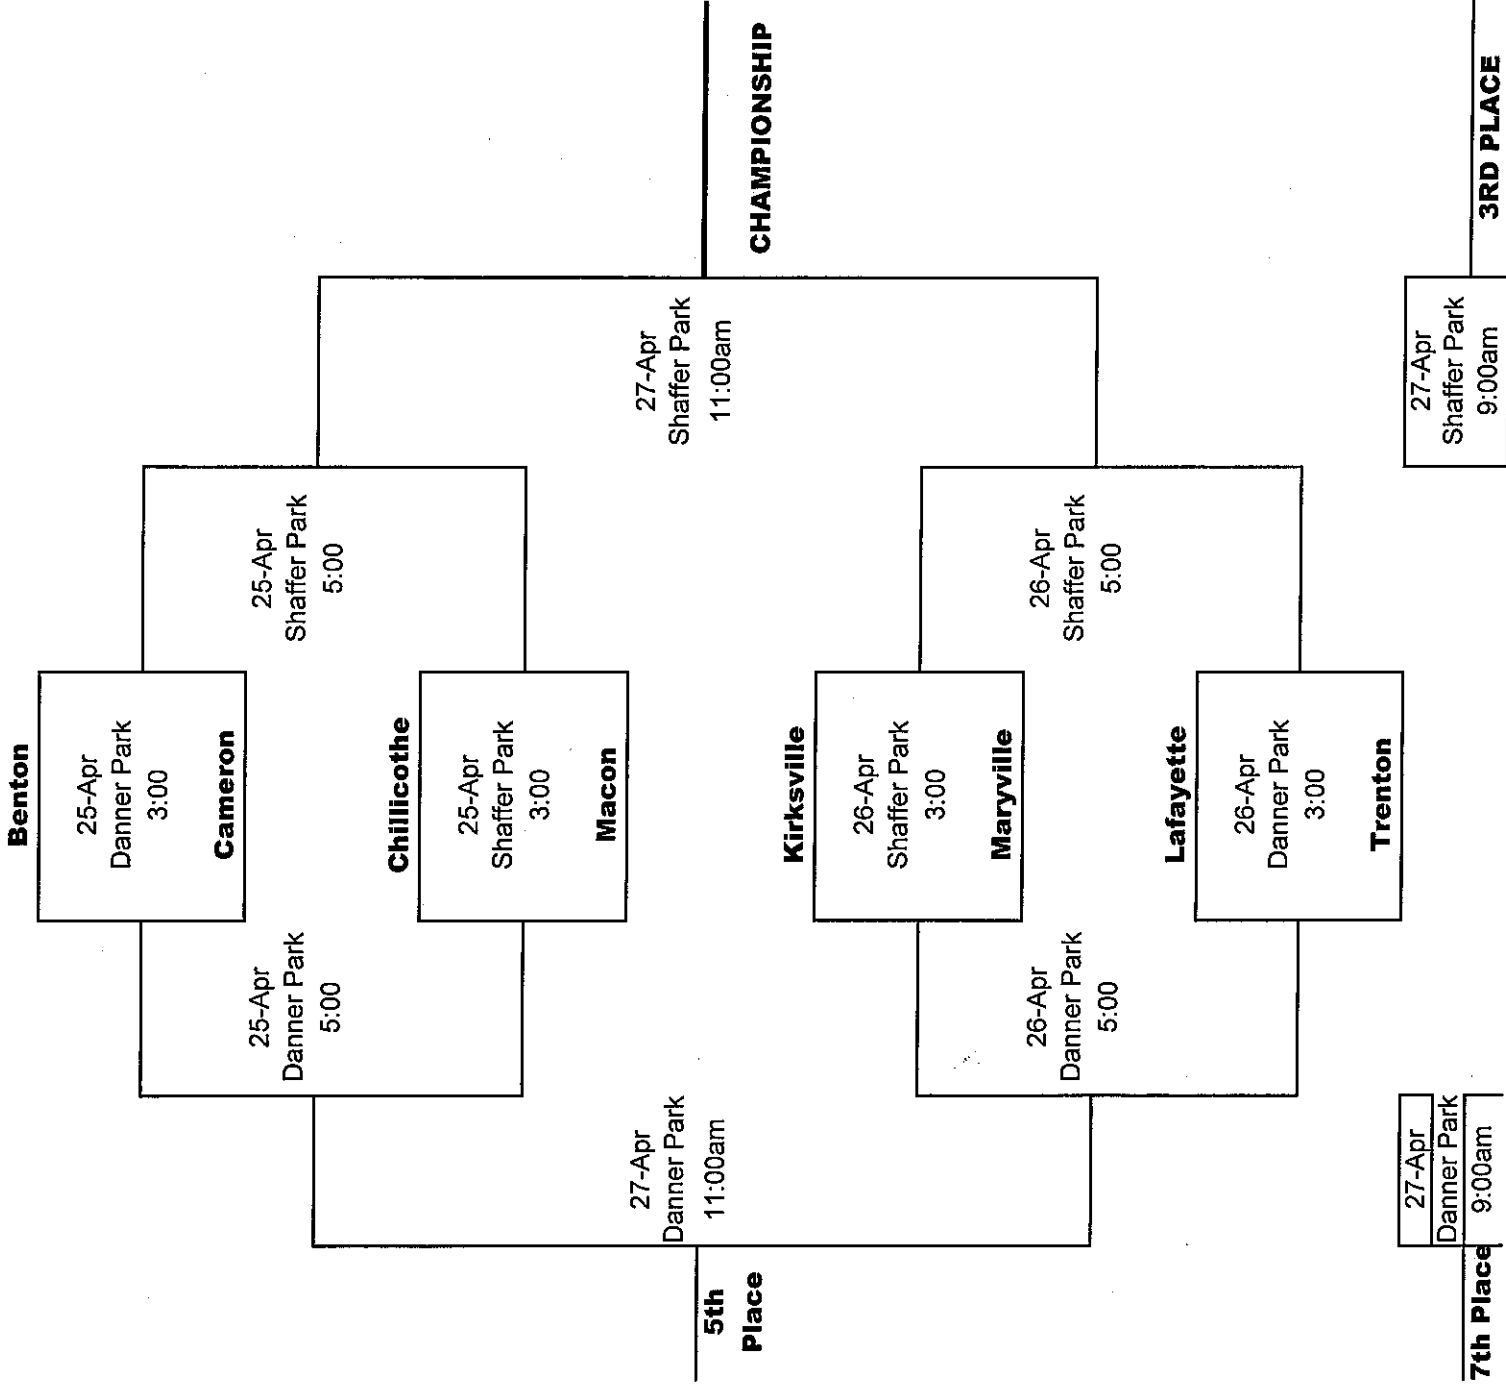 Benton
25-Apr
Danner Park
3:00
Cameron
25-Apr
Danner Park
5:00
25-Apr
Shaffer Park
5:00
Chillicothe
25-Apr
Shaffer Park
3:00
Macon
27-Apr
Danner Park
11:00am
5th
Place
27-Apr
Shaffer Park
11:00am
CHAMPIONSHIP
Kirksville
26-Apr
Shaffer Park
3:00
Maryville
26-Apr
Danner Park
5:00
26-Apr
Shaffer Park
5:00
Lafayette
26-Apr
Danner Park
3:00
Trenton
27-Apr
Danner Park
9:00am
7th Place
27-Apr
Shaffer Park
9:00am
3RD PLACE